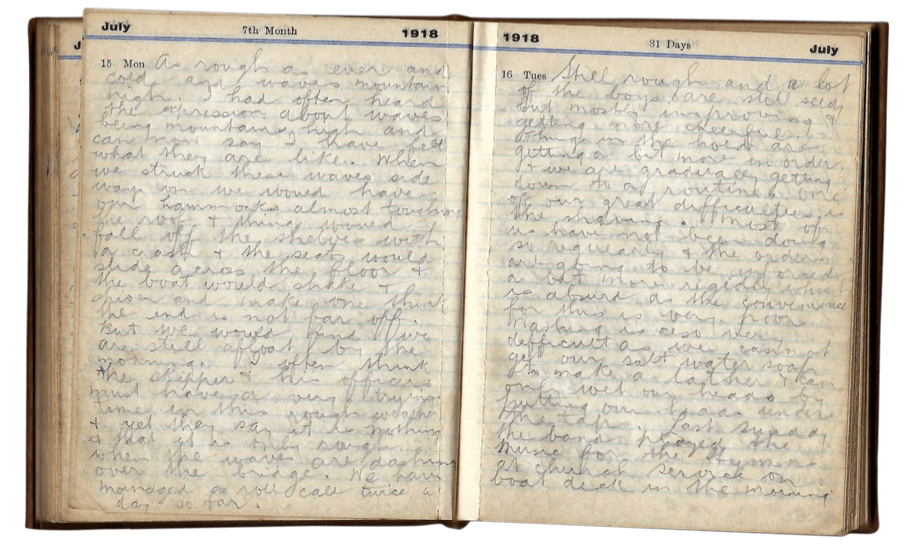 July 7th Month 1918
15 Mon As rough as ever and
cold and waves mountain
high. I had often heard
the expression about waves
being mountains high and
can now say I have felt
what they are like. When
we struck these waves side
ways on we would have
our hammocks almost touching
the roof & things would
fall off the shelves with
a crash & the seats would
slide across the floor &
the boat would shake &
shiver and make one think
the end is not far off.
But we would find we
are still afloat by the
morning. I often think
the skipper & his officers
must have a very trying
time in this rough weather
& yet they say it is nothing
& that it is only rough
when the waves are dashing
over the bridge. We have
managed a roll call twice a
day so far.
1918 31 Days July
16 Tues Still rough and a lot
of the boys are still seedy
but mostly improving &
getting more cheerful.
Things in the hold are
getting a bit more in order
& we are gradually getting
down to a routine. One
of our great difficulties is
the shaving. Most of
us have not been doing
so regularly & the orders
are going to be enforced
a bit more rigidly which
is absurd as the convenience
for this is very poor.
Washing is also very
difficult as we cannot
get our salt water soap
to make a lather & can
only wet our heads by
putting our heads under
the taps. Last Sunday
the band played the
music for the Hymns
at church service on
boat deck in the morning